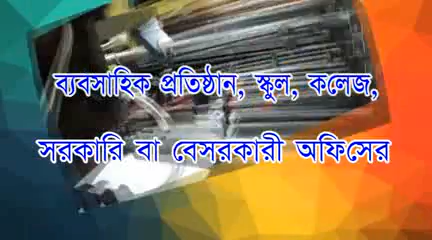 ব্যবসাহিক প্রতিষ্ঠান, স্কুল, কলেজ,
সরকারি বা বেসরকারী অফিসের